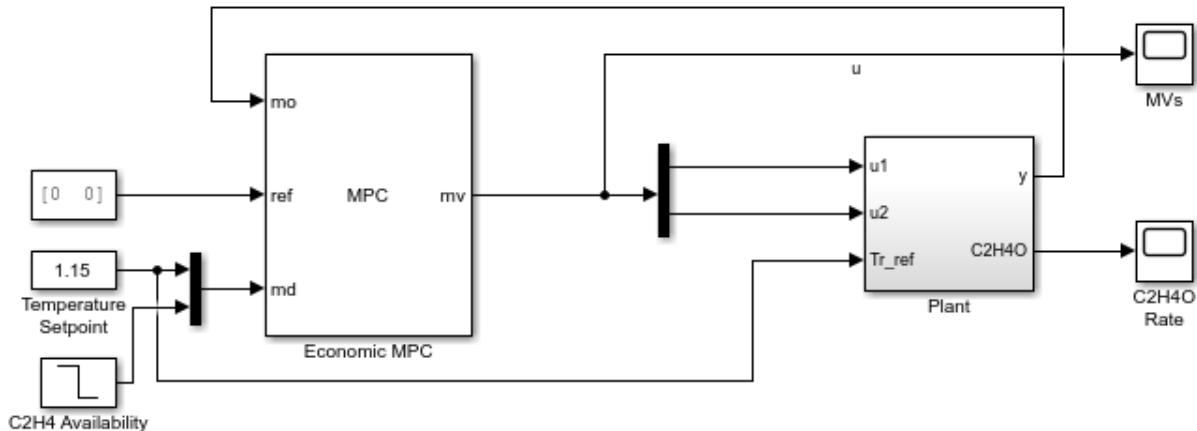 mo
[0 0]
ref
MPC
mv
1.15
Temperature
Setpoint
md
Economic MPC
C2H4 Availability
u
MVs
u1
u2
Tr_ref
y
C2H4O
Plant
C2H4O
Rate